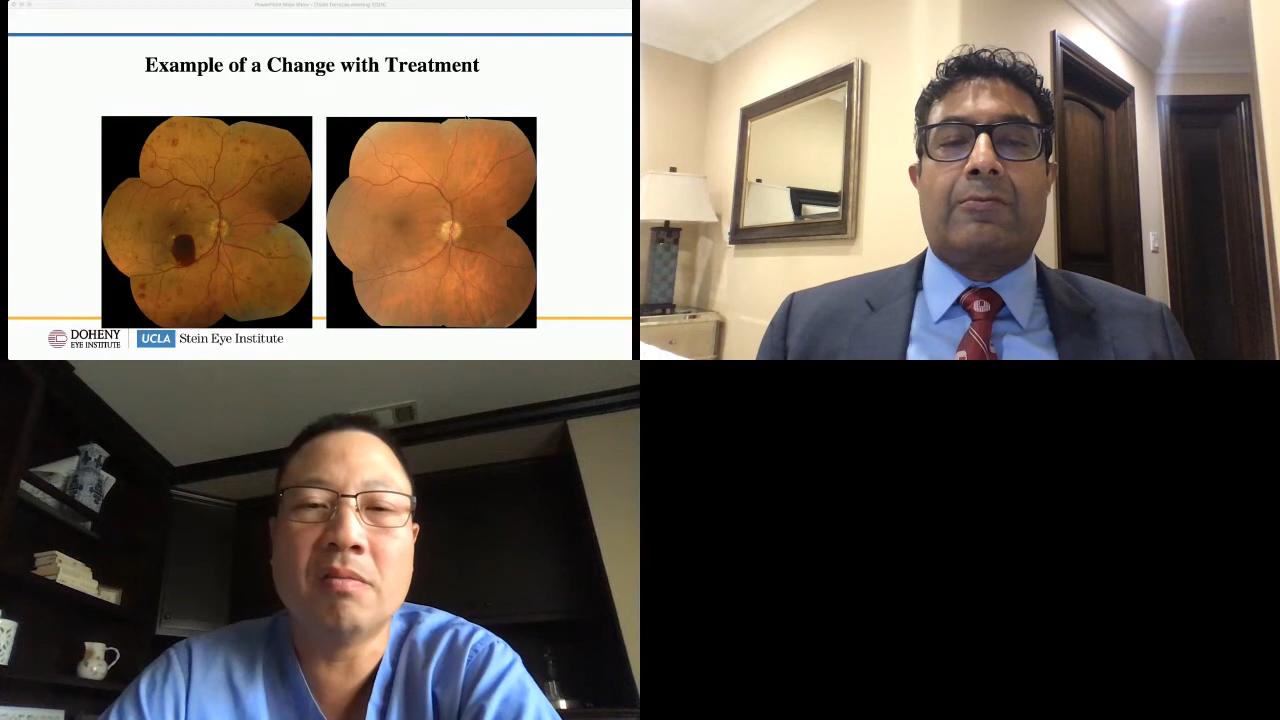 Example of a Change with Treatment
DOHENY
EYE INSTITUTE
UCLA
Stein Eye Institute